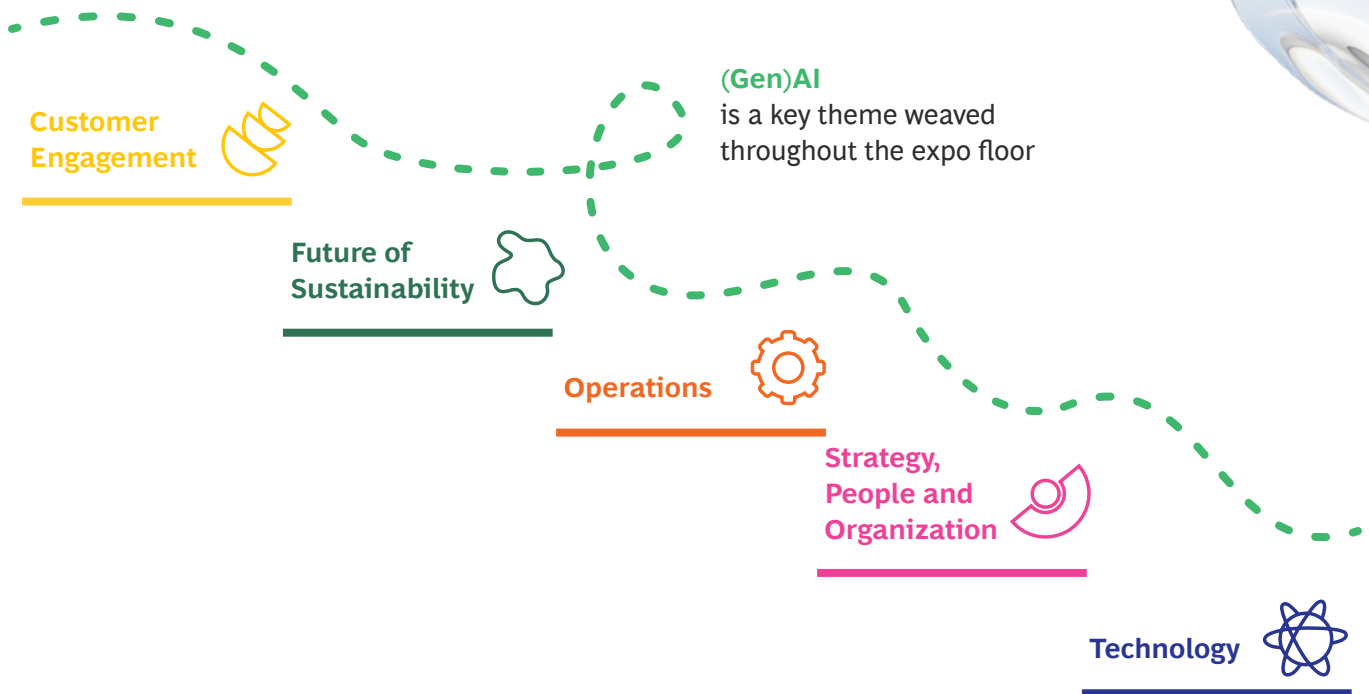 (Gen)AI
is a key theme weaved
throughout the expo floor
Customer
Engagement
Future of
Sustainability
Operations
Strategy,
People and
Organization
Technology